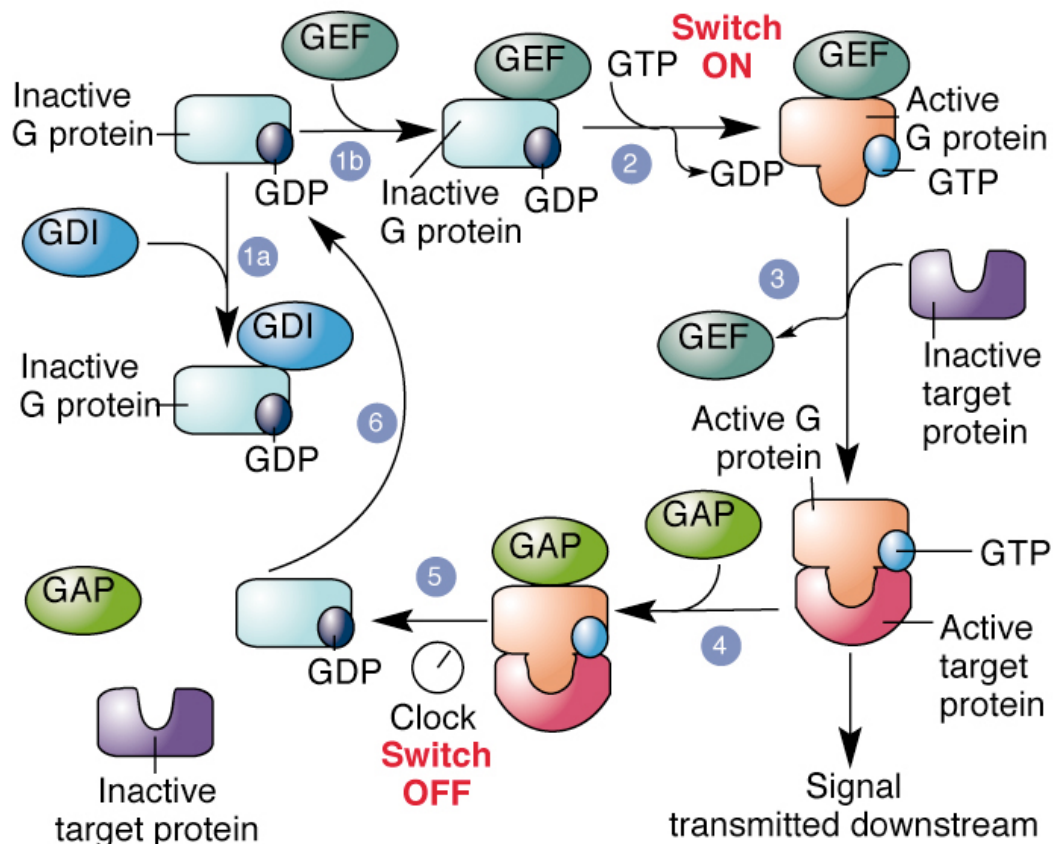 Inactive
G protein
GDP
GEF
1b
GEF
Inactive
G protein
GDP
GTP
2
GDP
Switch
ON
GEF
Active
G protein
GTP
GDI
1a
GDI
Inactive
G protein
GDP
3
GEF
Inactive
target
protein
Active G
protein
GTP
Active
target
protein
Signal
transmitted downstream
4
GAP
GAP
5
Clock
Switch
OFF
GDP
6
GAP
Inactive
target protein